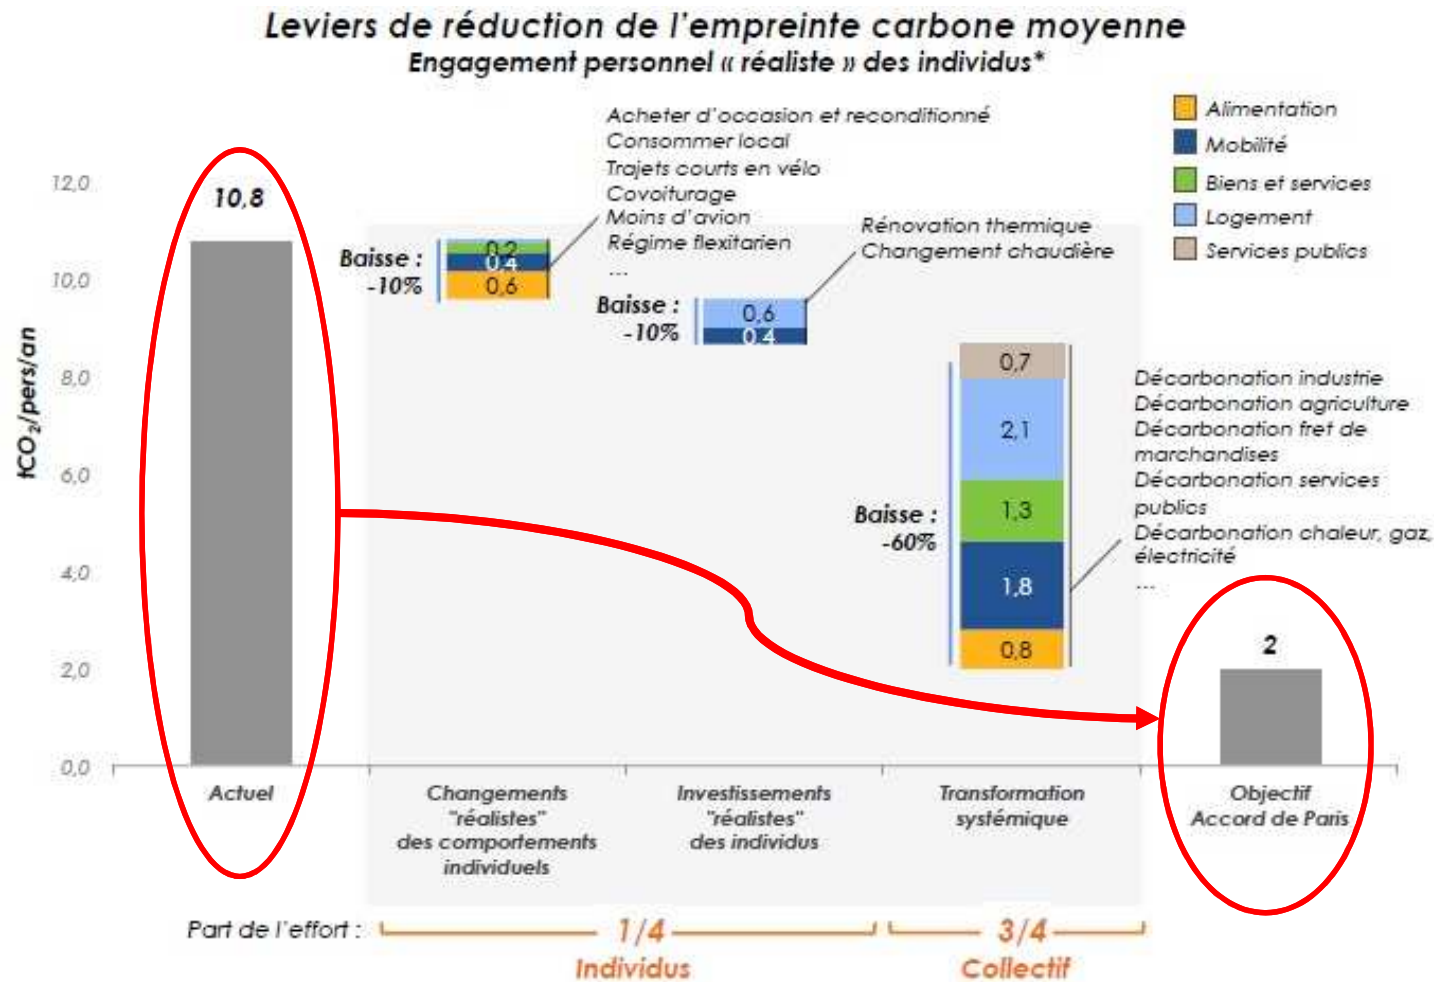 Leviers de réduction de l'empreinte carbone moyenne
Engagement personnel « réaliste » des individus*
Alimentation
Mobilité
Biens et services
Logement
Services publics
Acheter d'occasion et reconditionné
Consommer local
Trajets courts en vélo
Covoiturage
Moins d'avion
Régime flexitarien
...
Rénovation thermique
Changement chaudière
tCO₂/pers/an
12,0
10,0
8,0
6,0
4,0
2,0
0,0
10,8
Baisse :
-10%
0,2
0,4
0,6
Baisse :
-10%
0,6
0,4
Baisse :
-60%
0,7
2,1
1,3
1,8
0,8
Décarbonation industrie
Décarbonation agriculture
Décarbonation fret de
marchandises
Décarbonation services
publics
Décarbonation chaleur, gaz,
électricité
...
2
Actuel
Changements
"réalistes"
des comportements
individuels
Investissements
"réalistes"
des individus
Transformation
systémique
Objectif
Accord de Paris
Part de l'effort :
1/4
Individus
3/4
Collectif